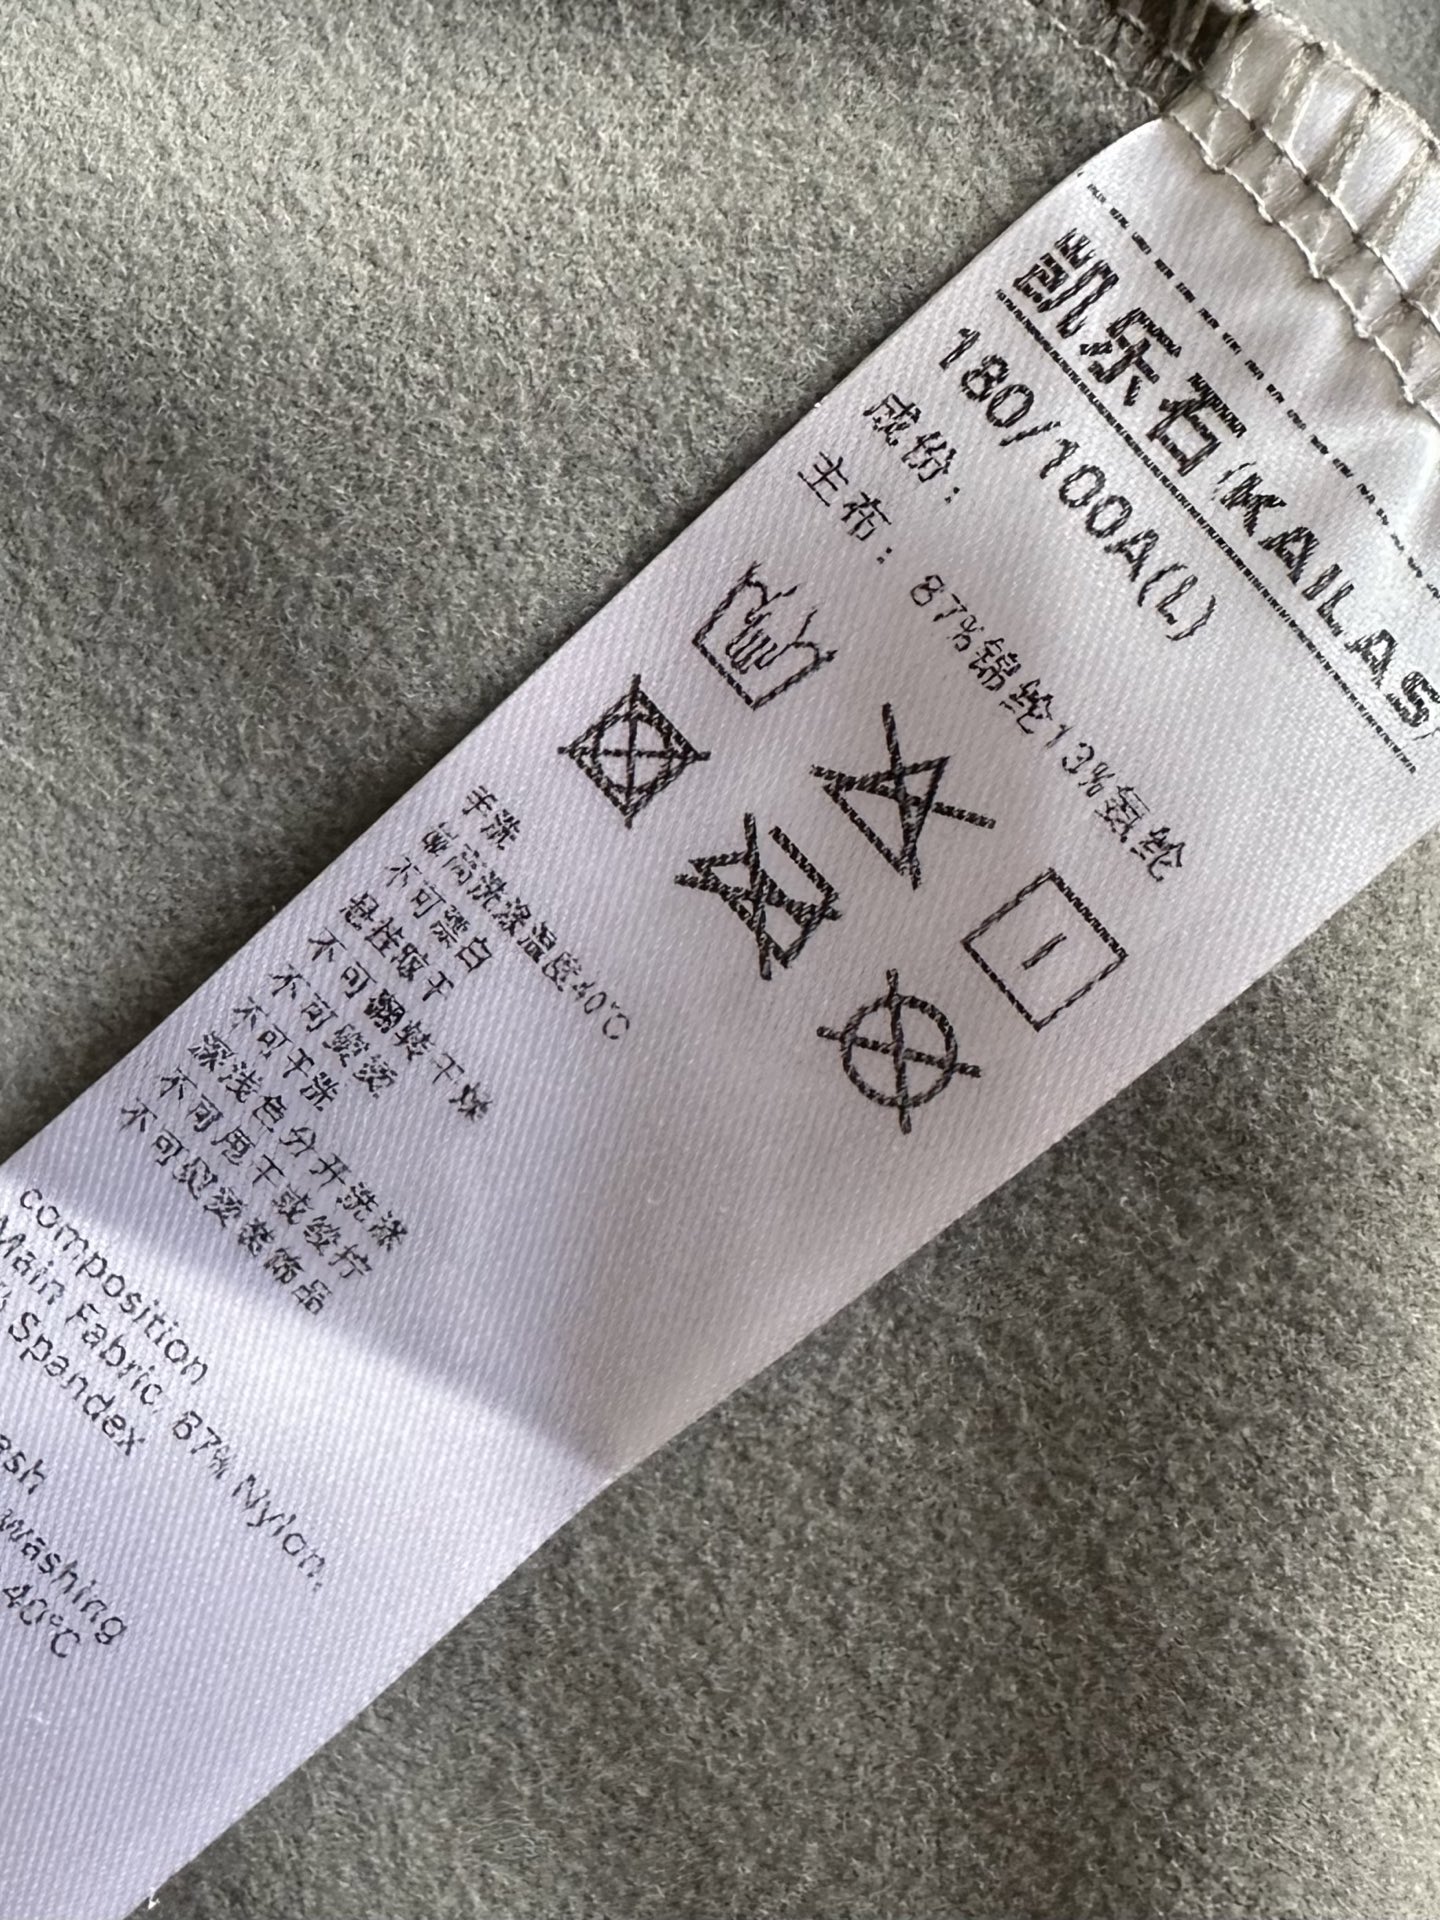 凯乐石/KAILAS
180/100A(L)
成份：
主布： 87%锦纶13%氨纶
手洗
最高洗涤温度40℃
不可漂白
悬挂晾干
不可翻转干燥
不可熨烫
不可干洗
深浅色分开洗涤
不可甩干或绞拧
不可熨烫装饰品
composition
Main Fabric 87% Nylon,
% Spandex
washing
40°C